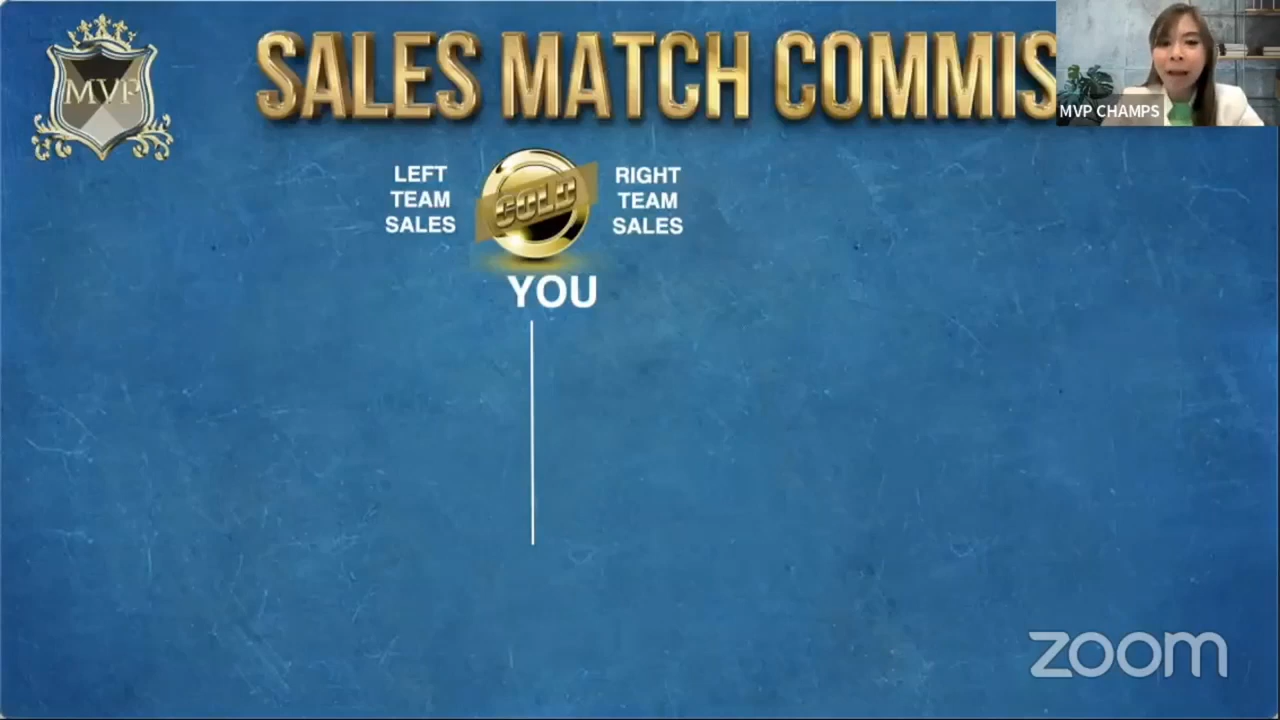 MVP
SALES MATCH COMMIS
MVP CHAMPS
LEFT
TEAM
SALES
GOLD
RIGHT
TEAM
SALES
YOU
zoom